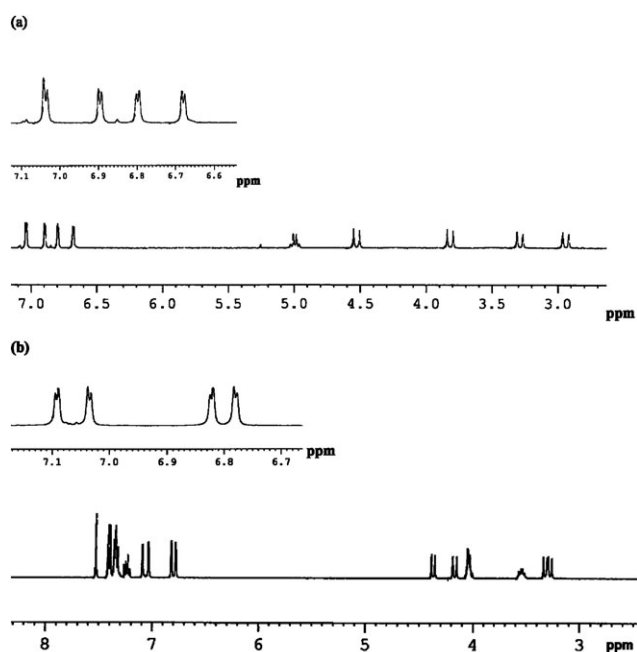 (a)
7.1 7.0 6.9 6.8 6.7 6.6 ppm
7.0 6.5 6.0 5.5 5.0 4.5 4.0 3.5 3.0 ppm
(b)
7.1 7.0 6.9 6.8 6.7 ppm
8 7 6 5 4 3 ppm